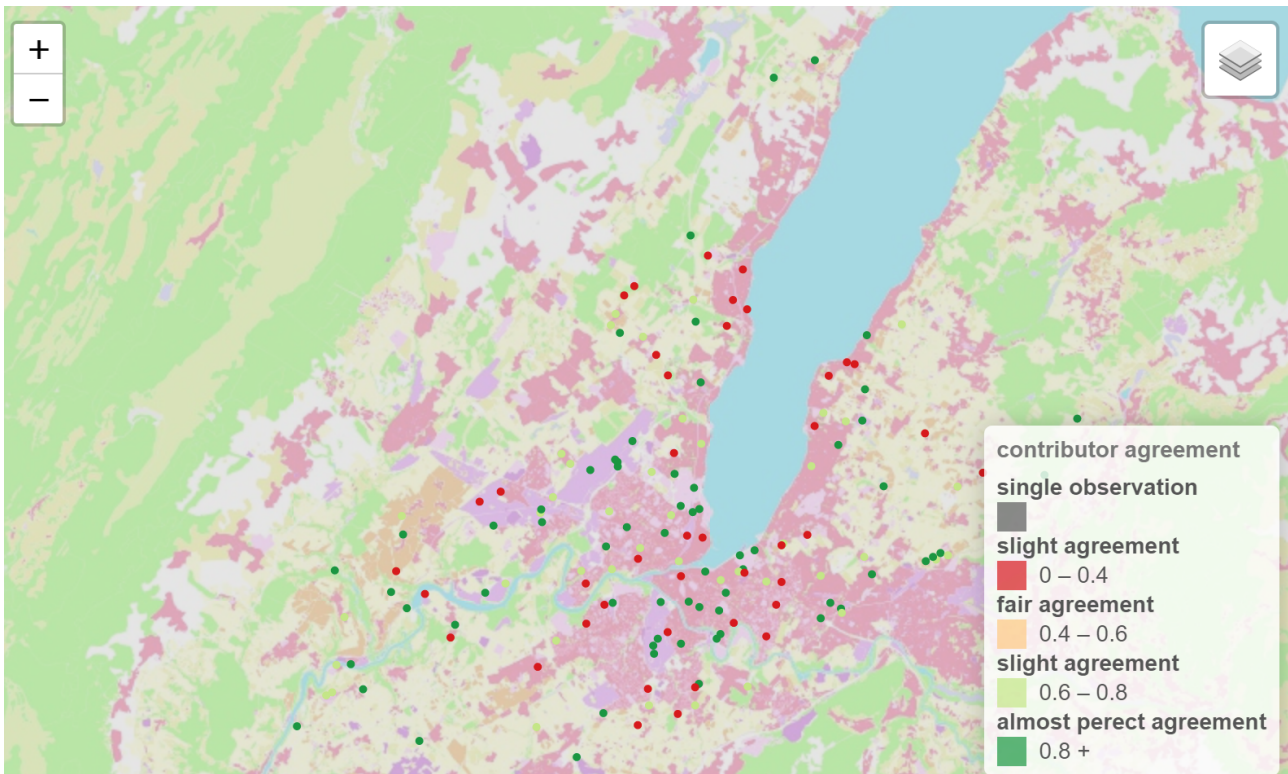 +
−
contributor agreement
single observation
slight agreement
0 – 0.4
fair agreement
0.4 – 0.6
slight agreement
0.6 – 0.8
almost perect agreement
0.8 +